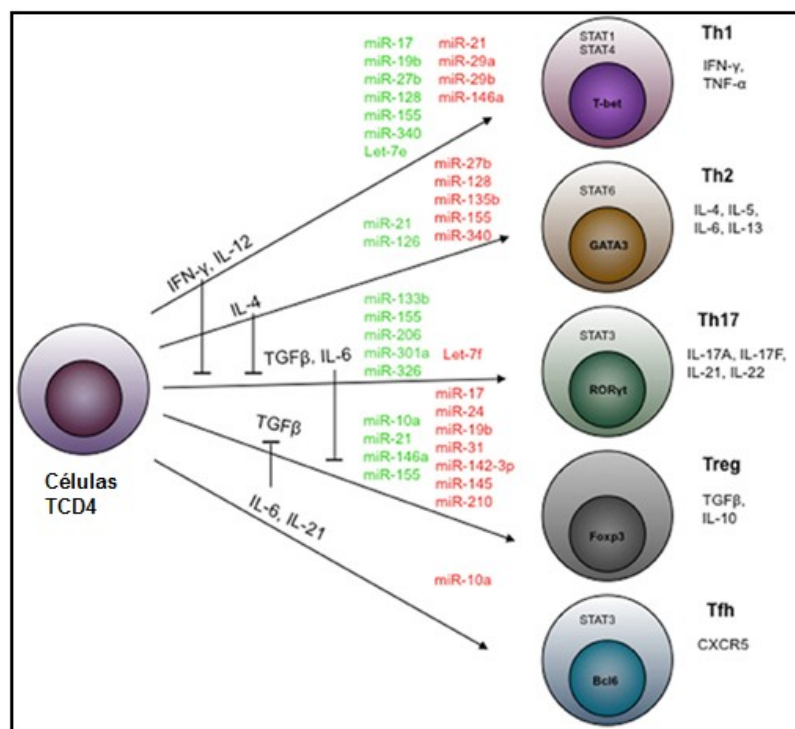 miR-17
miR-19b
miR-27b
miR-128
miR-155
miR-340
Let-7e
miR-21
miR-29a
miR-29b
miR-146a
STAT1
STAT4
T-bet
Th1
IFN-γ,
TNF-α
IFN-γ, IL-12
miR-21
miR-126
miR-27b
miR-128
miR-135b
miR-155
miR-340
STAT6
GATA3
Th2
IL-4, IL-5,
IL-6, IL-13
IL-4
miR-133b
miR-155
miR-206
miR-301a
miR-326
Let-7f
STAT3
RORγt
Th17
IL-17A, IL-17F,
IL-21, IL-22
TGFβ, IL-6
TGFβ
miR-10a
miR-21
miR-146a
miR-155
miR-17
miR-24
miR-19b
miR-31
miR-142-3p
miR-145
miR-210
Foxp3
Treg
TGFβ,
IL-10
Células
TCD4
IL-6, IL-21
miR-10a
STAT3
Bcl6
Tfh
CXCR5